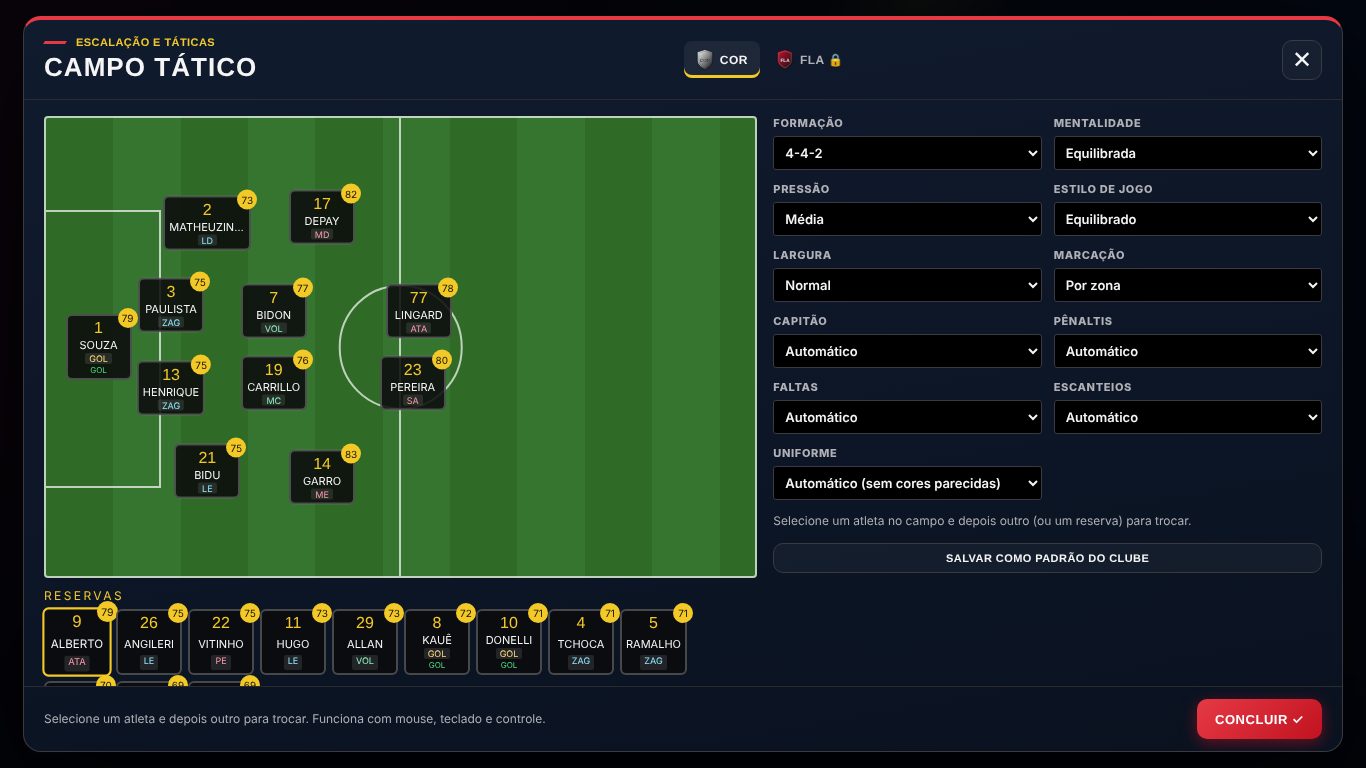 ESCALAÇÃO E TÁTICAS
CAMPO TÁTICO
COR
FLA
FLA 🔒
✕
2
73
MATHEUZIN...
LD
17
82
DEPAY
MD
3
75
PAULISTA
ZAG
7
77
BIDON
VOL
77
78
LINGARD
ATA
1
79
SOUZA
GOL
GOL
13
75
HENRIQUE
ZAG
19
76
CARRILLO
MC
23
80
PEREIRA
SA
21
75
BIDU
LE
14
83
GARRO
ME
FORMAÇÃO
4-4-2
MENTALIDADE
Equilibrada
PRESSÃO
Média
ESTILO DE JOGO
Equilibrado
LARGURA
Normal
MARCAÇÃO
Por zona
CAPITÃO
Automático
PÊNALTIS
Automático
FALTAS
Automático
ESCANTEIOS
Automático
UNIFORME
Automático (sem cores parecidas)
Selecione um atleta no campo e depois outro (ou um reserva) para trocar.
SALVAR COMO PADRÃO DO CLUBE
RESERVAS
9
79
ALBERTO
ATA
26
75
ANGILERI
LE
22
75
VITINHO
PE
11
73
HUGO
LE
29
73
ALLAN
VOL
8
72
KAUÊ
GOL
GOL
10
71
DONELLI
GOL
GOL
4
71
TCHOCA
ZAG
5
71
RAMALHO
ZAG
70
69
69
Selecione um atleta e depois outro para trocar. Funciona com mouse, teclado e controle.
CONCLUIR ✓